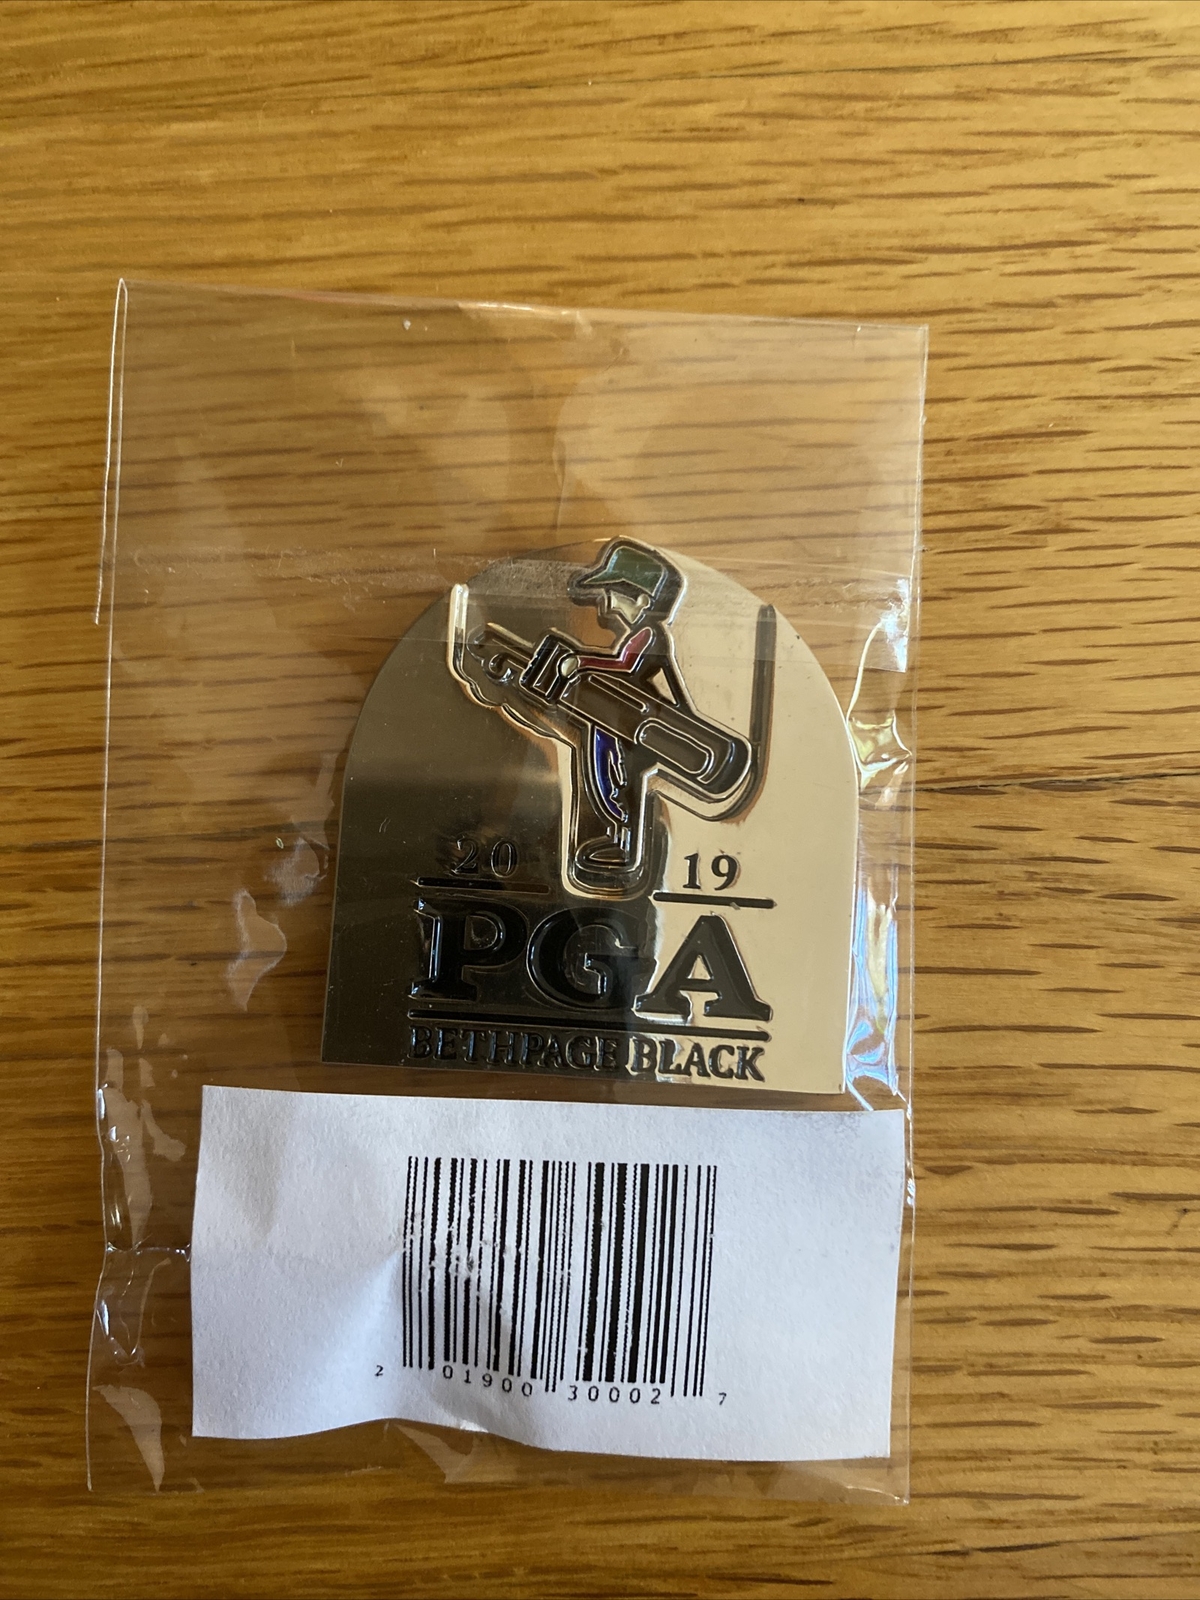 20 19
PGA
BETHPAGE BLACK
2 01900 30002 7